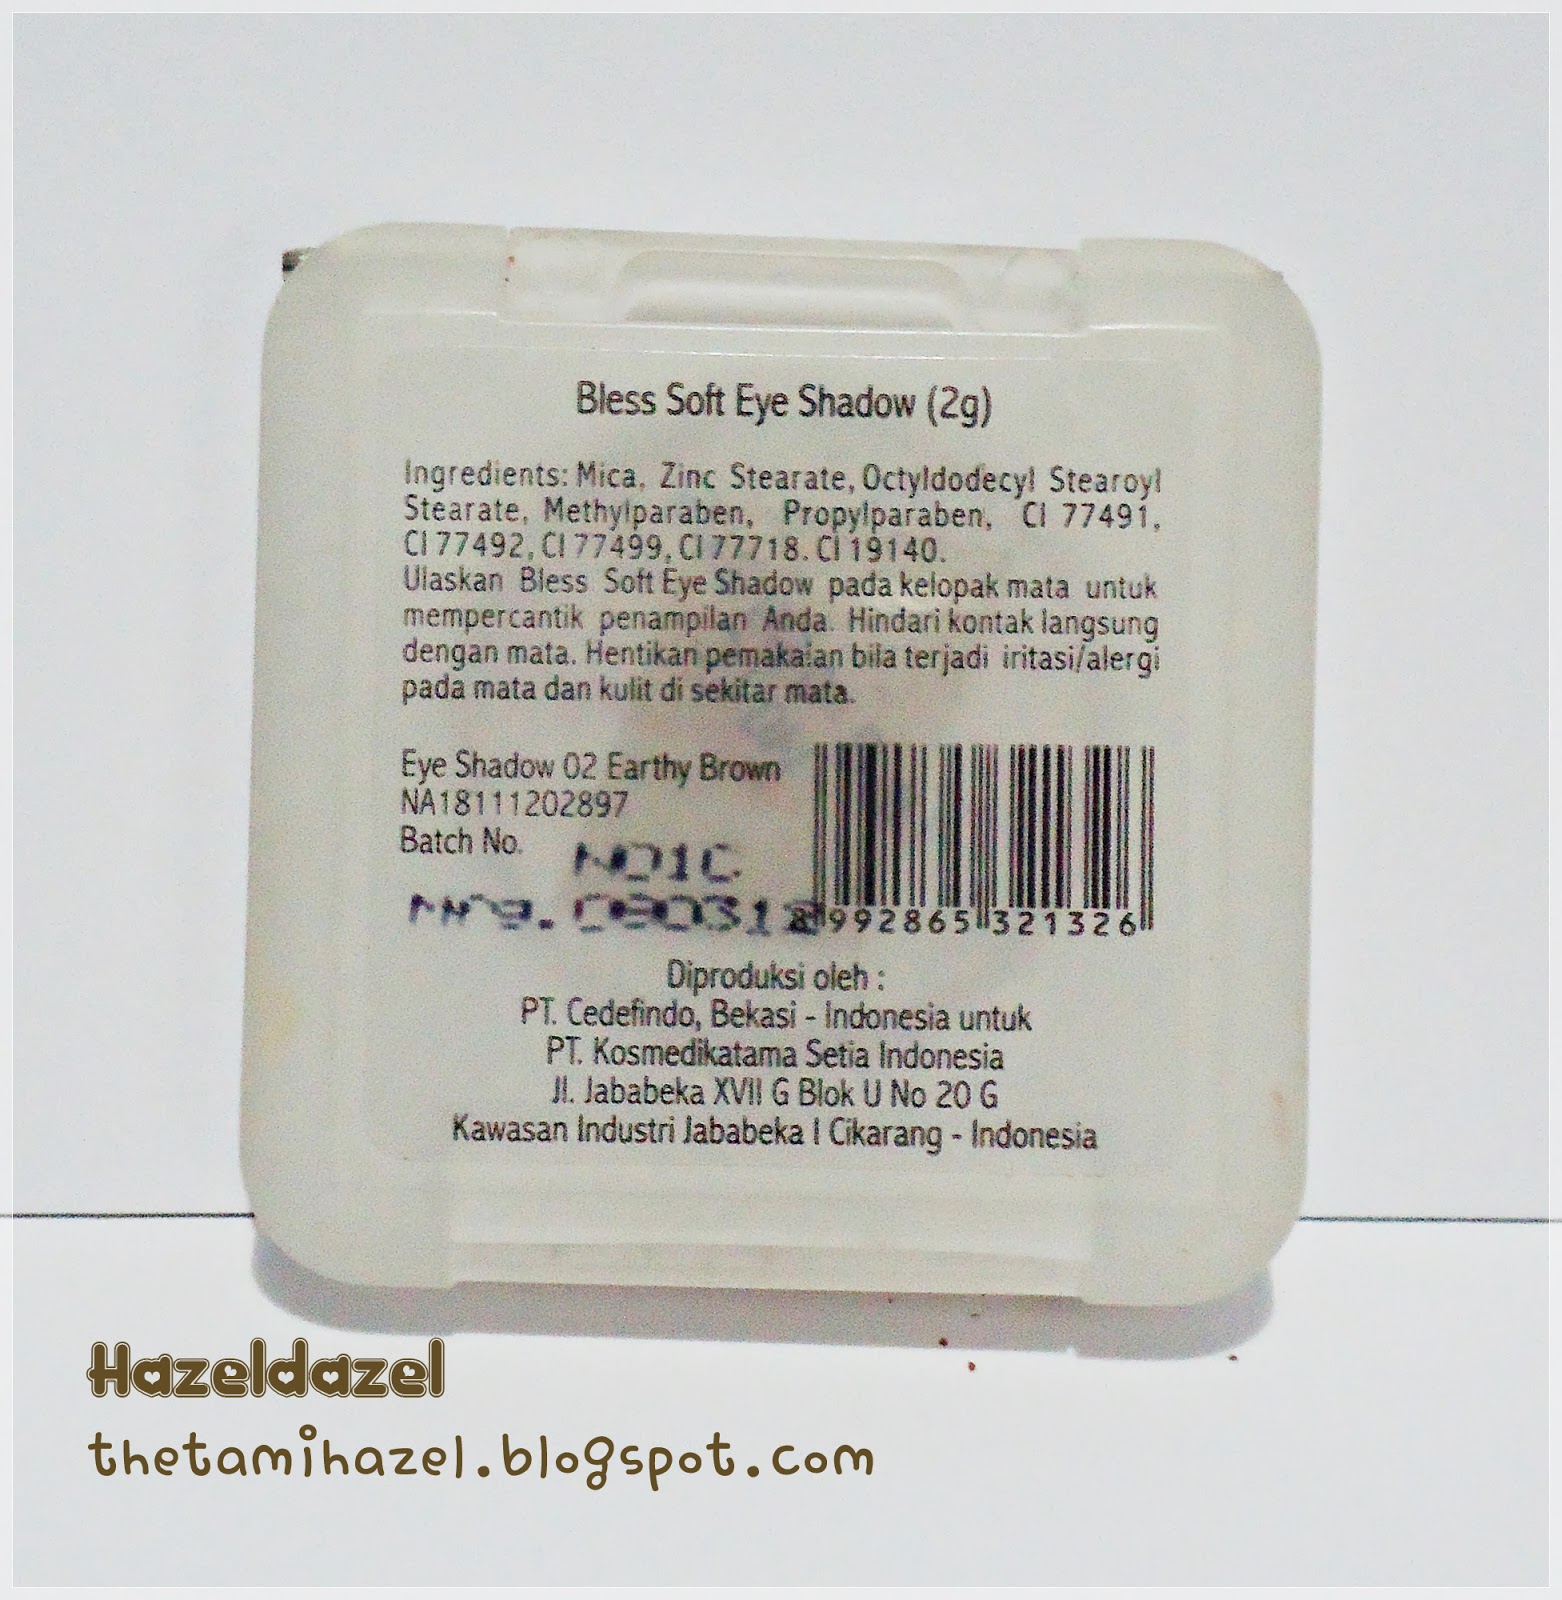 Bless Soft Eye Shadow (2g)
Ingredients: Mica, Zinc Stearate, Octyldodecyl Stearoyl
Stearate, Methylparaben, Propylparaben, CI 77491,
CI 77492, CI 77499, CI 77718. CI 19140.
Ulaskan Bless Soft Eye Shadow pada kelopak mata untuk
mempercantik penampilan Anda. Hindari kontak langsung
dengan mata. Hentikan pemakaian bila terjadi iritasi/alergi
pada mata dan kulit di sekitar mata.
Eye Shadow 02 Earthy Brown
NA18111202897
Batch No.
8 992865 321326
Diproduksi oleh :
PT. Cedefindo, Bekasi - Indonesia untuk
PT. Kosmedikatama Setia Indonesia
Jl. Jababeka XVII G Blok U No 20 G
Kawasan Industri Jababeka I Cikarang - Indonesia
Hazeldazel
thetamihazel.blogspot.com